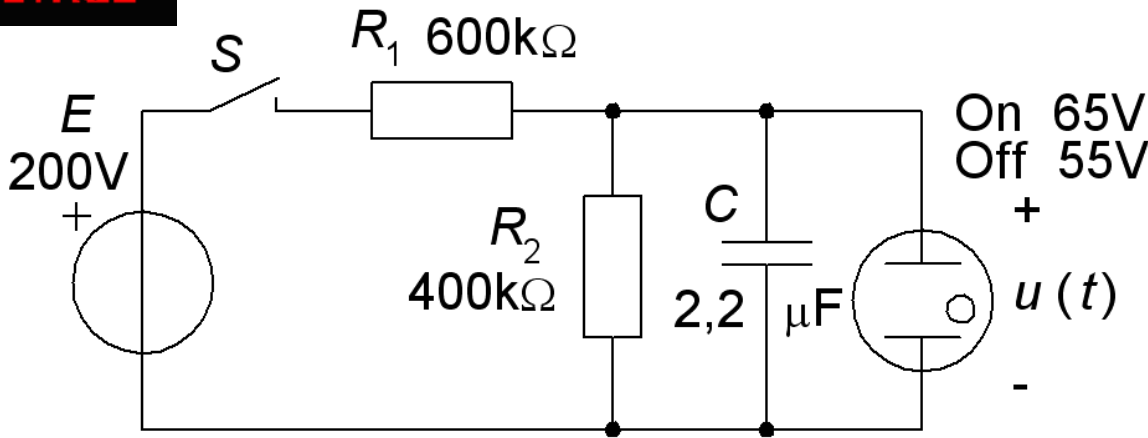 S
R1 600kΩ
E
200V
+
On 65V
Off 55V
+
R2
400kΩ
C
2,2 µF
u (t)
-